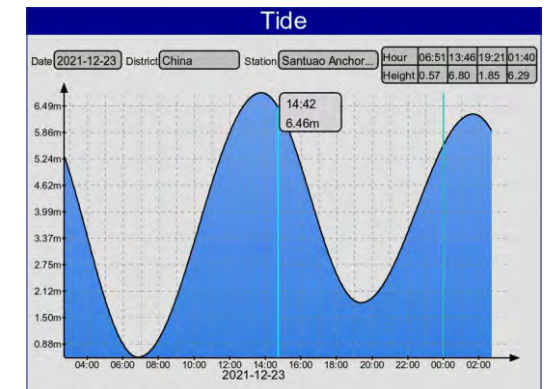 Tide
Date 2021-12-23 District China Station Santuao Anchor... Hour 06:51 13:46 19:21 01:40
Height 0.57 6.80 1.85 6.29
14:42
6.46m
6.49m
5.86m
5.24m
4.62m
3.99m
3.37m
2.75m
2.12m
1.50m
0.88m
04:00 06:00 08:00 10:00 12:00 14:00 16:00 18:00 20:00 22:00 00:00 02:00
2021-12-23